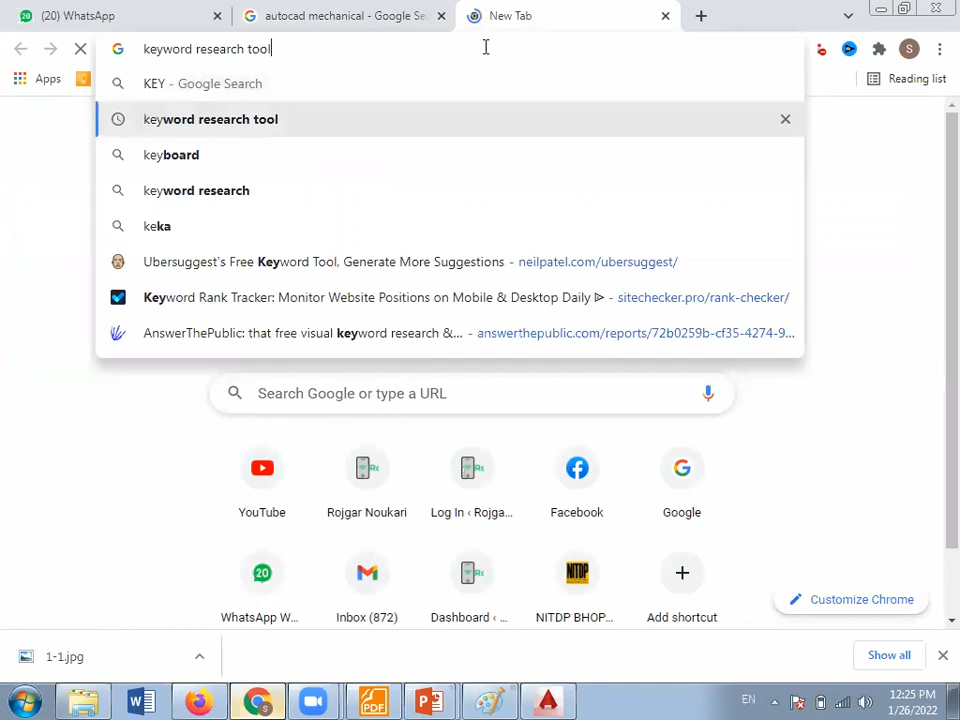 (20) WhatsApp
autocad mechanical - Google Se
New Tab
keyword research tool
S
Apps
Reading list
KEY - Google Search
keyword research tool
keyboard
keyword research
keka
Ubersuggest's Free Keyword Tool, Generate More Suggestions - neilpatel.com/ubersuggest/
Keyword Rank Tracker: Monitor Website Positions on Mobile & Desktop Daily ᐈ - sitechecker.pro/rank-checker/
AnswerThePublic: that free visual keyword research &... - answerthepublic.com/reports/72b0259b-cf35-4274-9...
Search Google or type a URL
YouTube
Rojgar Noukari
Log In ‹ Rojga...
Facebook
Google
20
NITDP
WhatsApp W...
Inbox (872)
Dashboard ‹ ...
NITDP BHOP...
Add shortcut
Customize Chrome
1-1.jpg
Show all
EN
12:25 PM
1/26/2022